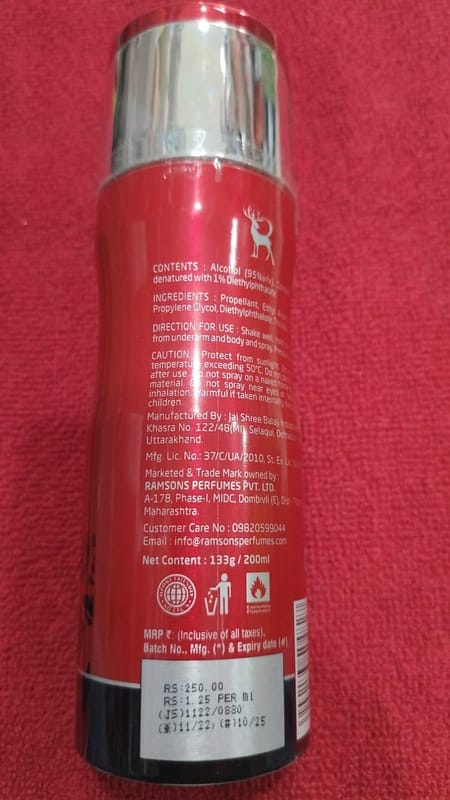 CONTENTS : Alcohol (95%v/v),
denatured with 1% Diethylphthalate
INGREDIENTS : Propellant, Ethyl
Propylene Glycol, Diethylphthalate,
DIRECTION FOR USE : Shake well,
from underarm and body and spray.
CAUTION : Protect from sunlight
temperature exceeding 50°C. Do not
after use. Do not spray on a naked
material. Do not spray near eyes
inhalation. Harmful if taken internally
children.
Manufactured By : Jai Shree Balaji
Khasra No. 122/48(MI), Selaqui,
Uttarakhand.
Mfg. Lic. No.: 37/C/UA/2010, St. Ex. Lic.
Marketed & Trade Mark owned by :
RAMSONS PERFUMES PVT. LTD.
A-178, Phase-I, MIDC, Dombivli (E),
Maharashtra.
Customer Care No : 09820599044
Email : info@ramsonsperfumes.com
Net Content : 133g / 200ml
MRP ₹: (Inclusive of all taxes),
Batch No., Mfg. (*) & Expiry date (#)
RS:250.00
RS:1.25 PER ml
(JS)1122/0880
(*)11/22, (#)10/25